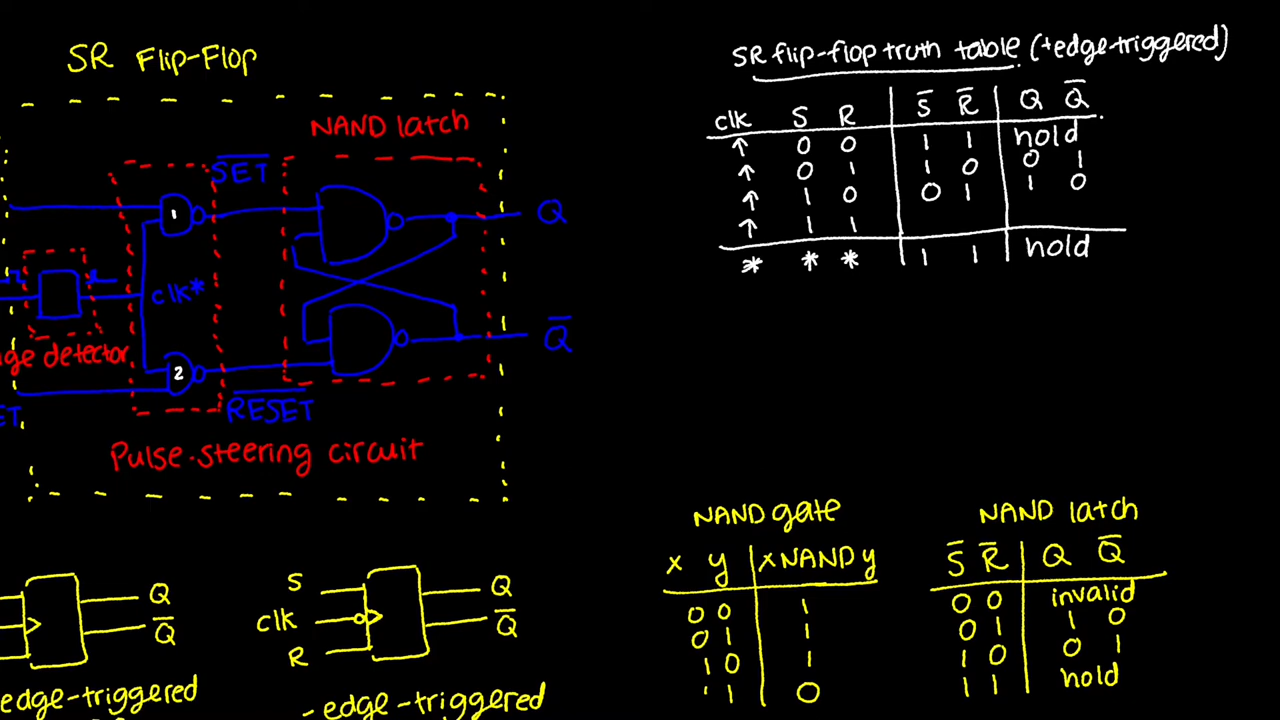 SR Flip-Flop
NAND latch
SET
1
Q
clk*
edge detector
2
Q̅
RESET
Pulse-steering circuit
SR flip-flop truth table (+edge-triggered)
clk S R S̅ R̅ Q Q̅
↑ 0 0 1 1 hold
↑ 0 1 1 0 0 1
↑ 1 0 0 1 1 0
↑ 1 1
* * * 1 1 hold
Q
Q̅
edge-triggered
S
clk
R
Q
Q̅
-edge-triggered
NAND gate
x y x NAND y
0 0 1
0 1 1
1 0 1
1 1 0
NAND latch
S̅ R̅ Q Q̅
0 0 invalid
0 1 1 0
1 0 0 1
1 1 hold